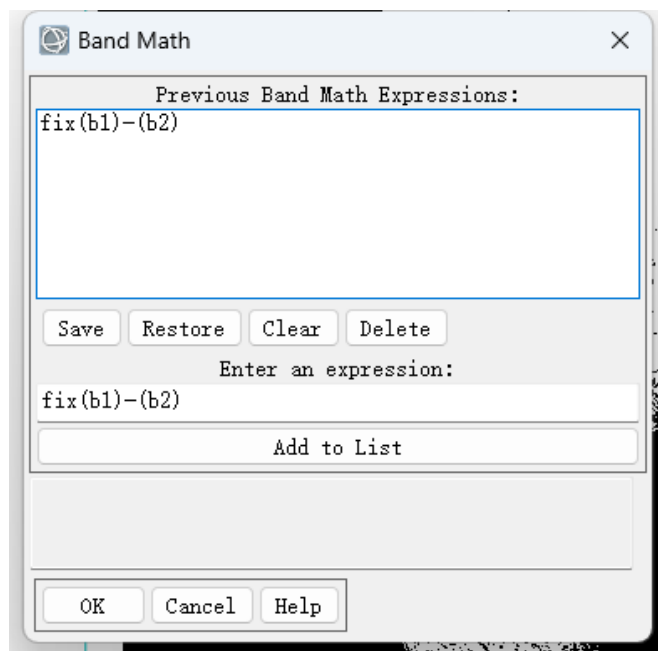 Band Math
Previous Band Math Expressions:
fix(b1)-(b2)
Save Restore Clear Delete
Enter an expression:
fix(b1)-(b2)
Add to List
OK Cancel Help